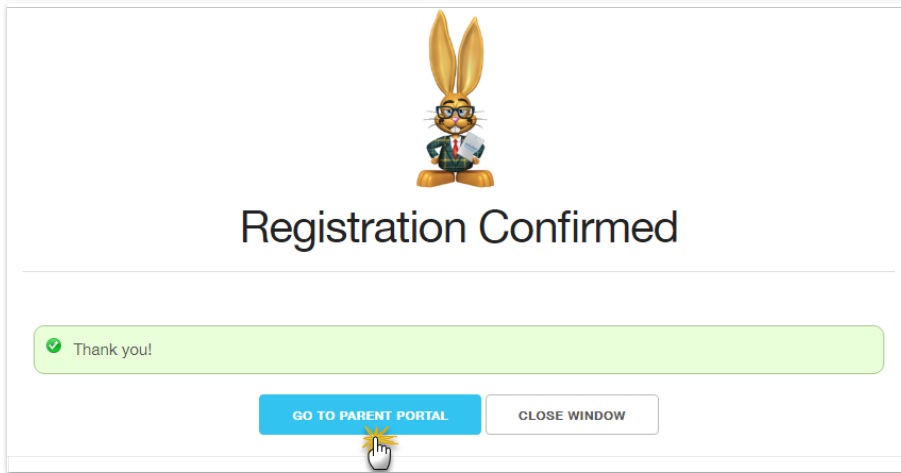 Registration Confirmed
Thank you!
GO TO PARENT PORTAL
CLOSE WINDOW